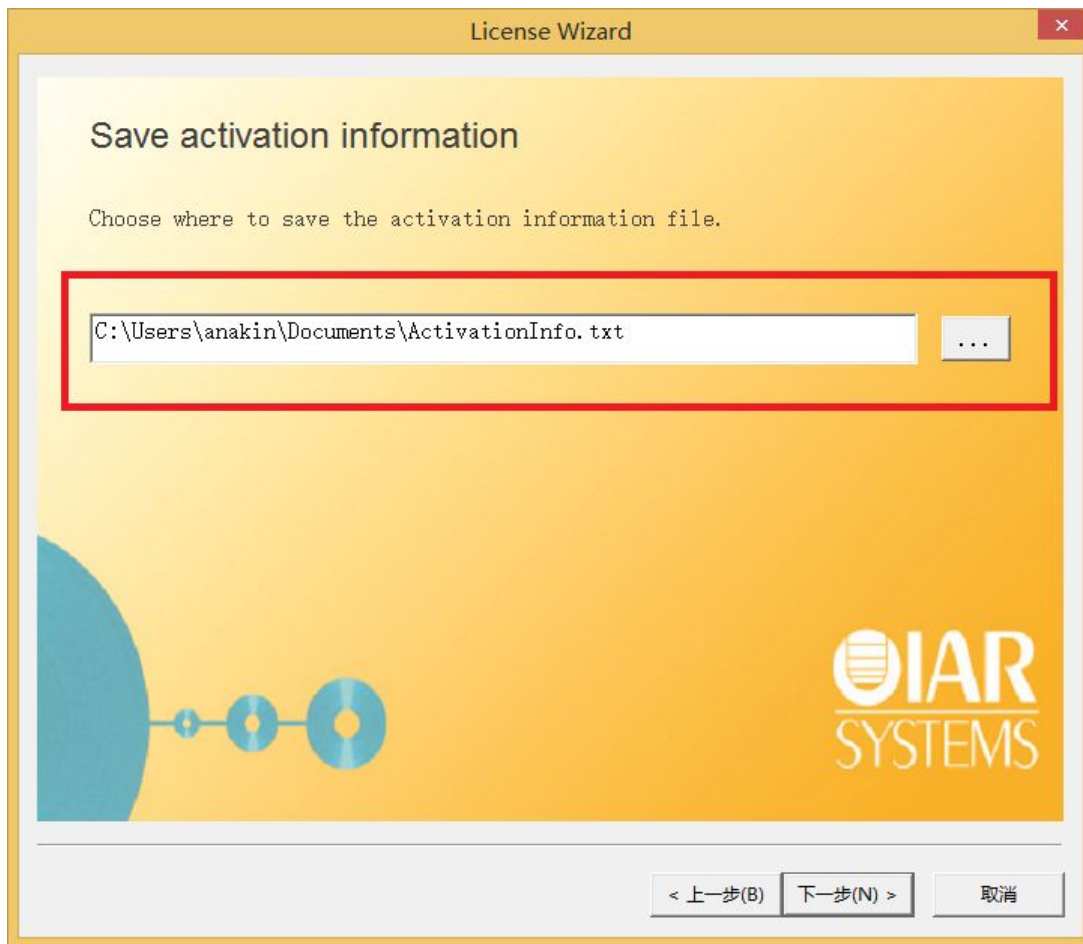 License Wizard
Save activation information
Choose where to save the activation information file.
C:\Users\anakin\Documents\ActivationInfo.txt
...
IAR
SYSTEMS
< 上一步(B)
下一步(N) >
取消